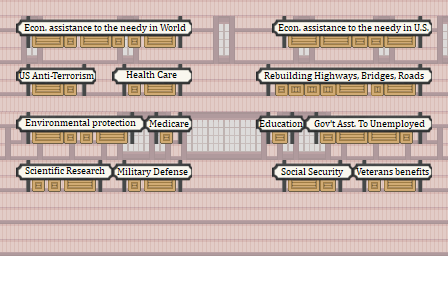 Econ. assistance to the needy in World
Econ. assistance to the needy in U.S.
US Anti-Terrorism
Health Care
Rebuilding Highways, Bridges, Roads
Environmental protection
Medicare
Education
Gov't Asst. To Unemployed
Scientific Research
Military Defense
Social Security
Veterans benefits